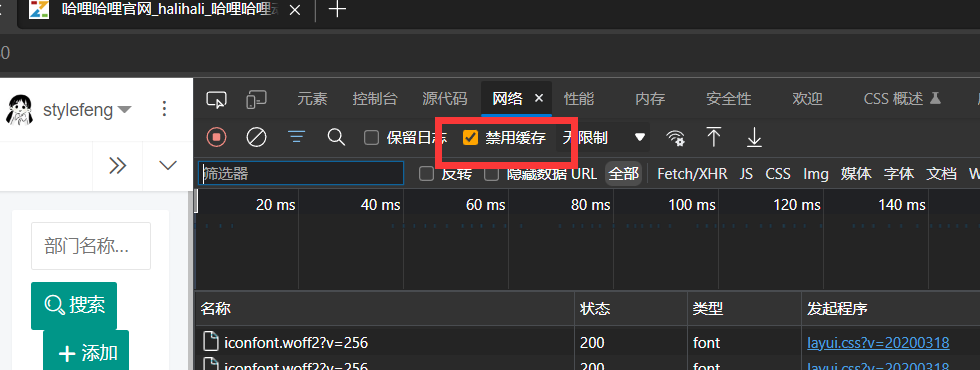 哈哩哈哩官网_halihali_哈哩哈哩
0
stylefeng
元素 控制台 源代码 网络 性能 内存 安全性 欢迎 CSS 概述
保留日志 禁用缓存 无限制
筛选器 反转 隐藏数据 URL 全部 Fetch/XHR JS CSS Img 媒体 字体 文档
20 ms 40 ms 60 ms 80 ms 100 ms 120 ms 140 ms
部门名称...
搜索
添加
名称 状态 类型 发起程序
iconfont.woff2?v=256 200 font layui.css?v=20200318
iconfont.woff2?v=256 200 font layui.css?v=20200318